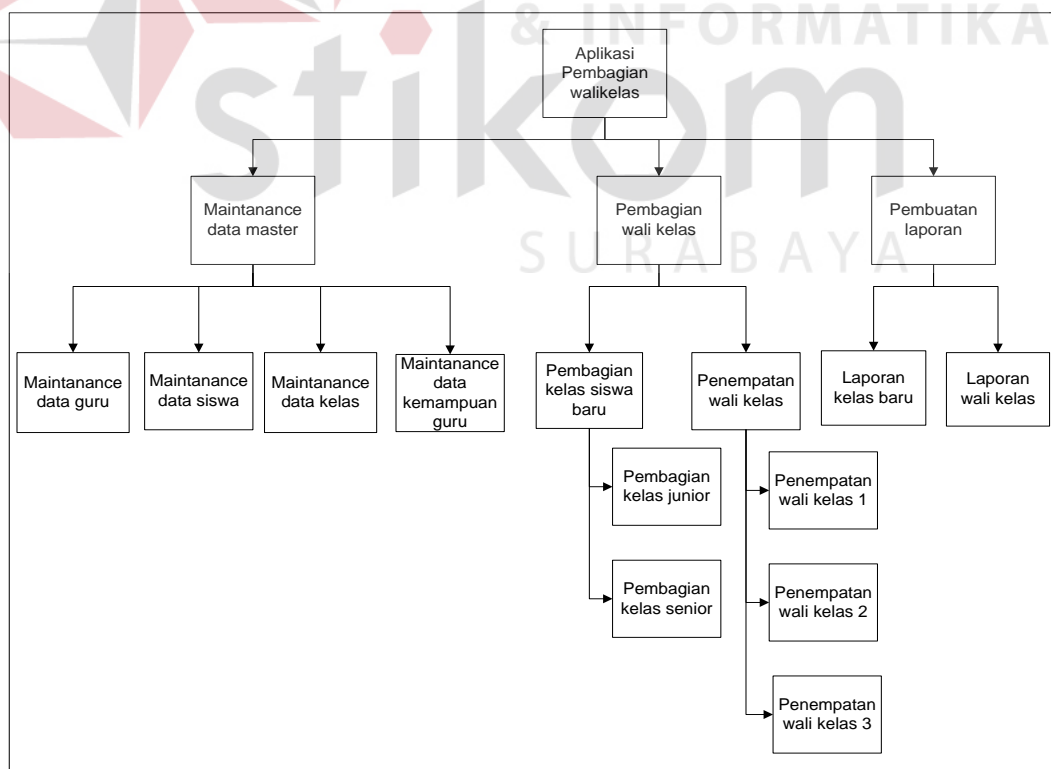 & INFORMATIKA
stikom
SURABAYA
Aplikasi
Pembagian
walikelas
Maintanance
data master
Pembagian
wali kelas
Pembuatan
laporan
Maintanance
data guru
Maintanance
data siswa
Maintanance
data kelas
Maintanance
data
kemampuan
guru
Pembagian
kelas siswa
baru
Penempatan
wali kelas
Laporan
kelas baru
Laporan
wali kelas
Pembagian
kelas junior
Penempatan
wali kelas 1
Pembagian
kelas senior
Penempatan
wali kelas 2
Penempatan
wali kelas 3